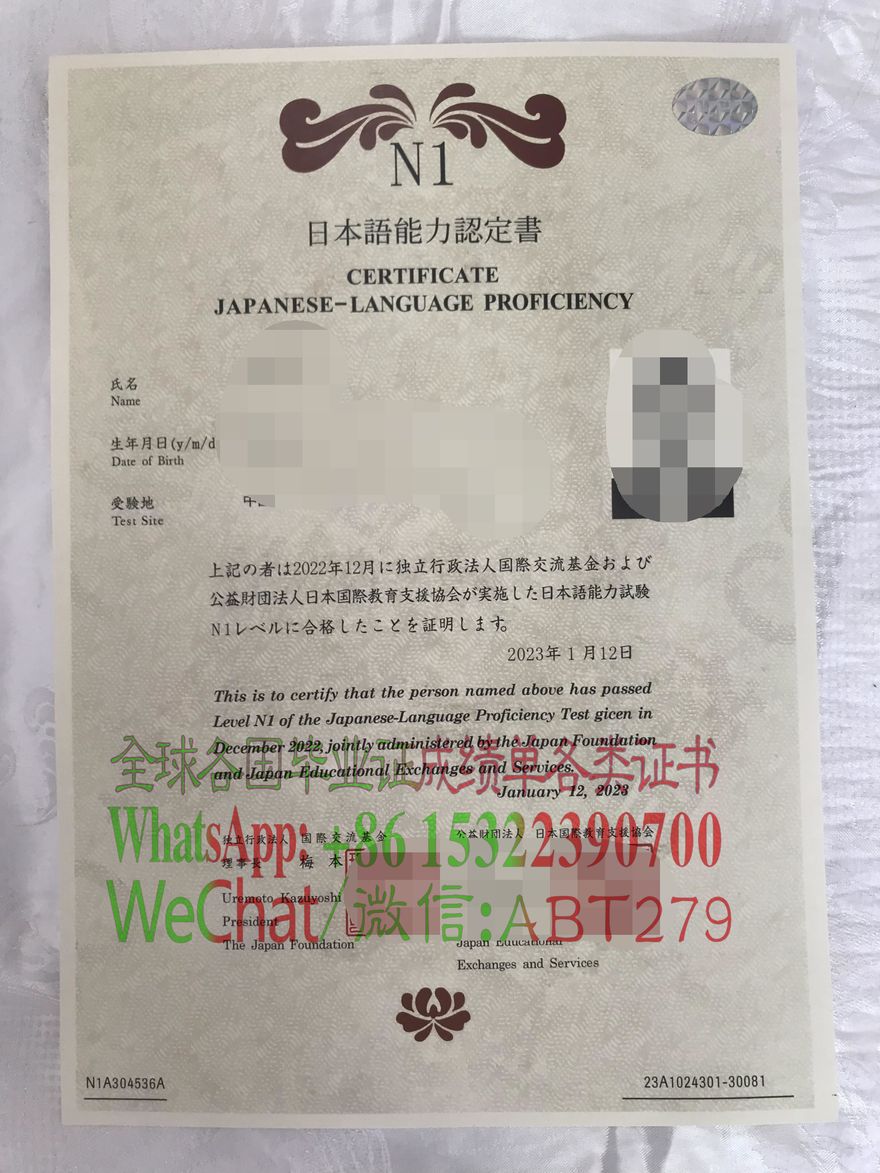 N1
日本語能力認定書
CERTIFICATE
JAPANESE-LANGUAGE PROFICIENCY
氏名
Name
生年月日(y/m/d
Date of Birth
受験地
Test Site
上記の者は2022年12月に独立行政法人国際交流基金および
公益財団法人日本国際教育支援協会が実施した日本語能力試験
N1レベルに合格したことを証明します。
2023年1月12日
This is to certify that the person named above has passed
Level N1 of the Japanese-Language Proficiency Test gicen in
December 2022, jointly administered by the Japan Foundation
and Japan Educational Exchanges and Services.
January 12, 2023
全球各国毕业证成绩单各类证书
WhatsApp: +86 15322390700
WeChat/微信:ABT279
独立行政法人 国際交流基金
理事長 梅本
Uremoto Kazuyoshi
President
The Japan Foundation
公益財団法人 日本国際教育支援協会
Japan Educational
Exchanges and Services
N1A304536A
23A1024301-30081